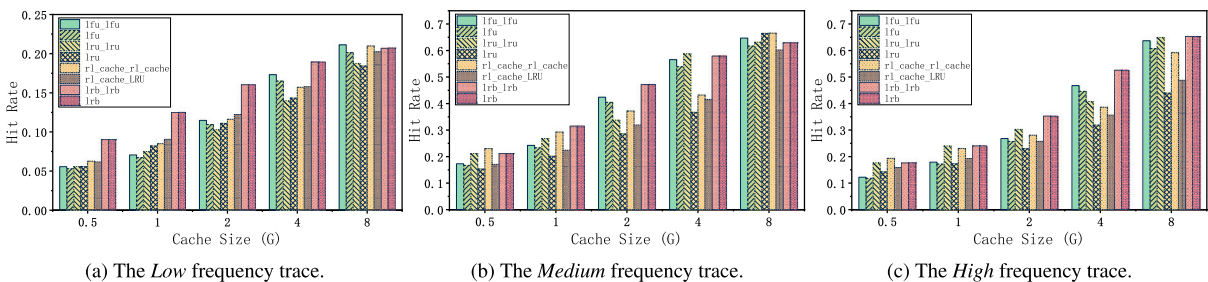 Hit Rate
0.25
0.20
0.15
0.10
0.05
0.00
lfu_lfu
lfu
lru_lru
lru
rl_cache_rl_cache
rl_cache_LRU
lrb_lrb
lrb
0.5 1 2 4 8
Cache Size (G)
(a) The Low frequency trace.
Hit Rate
0.7
0.6
0.5
0.4
0.3
0.2
0.1
0.0
lfu_lfu
lfu
lru_lru
lru
rl_cache_rl_cache
rl_cache_LRU
lrb_lrb
lrb
0.5 1 2 4 8
Cache Size (G)
(b) The Medium frequency trace.
Hit Rate
0.7
0.6
0.5
0.4
0.3
0.2
0.1
0.0
lfu_lfu
lfu
lru_lru
lru
rl_cache_rl_cache
rl_cache_LRU
lrb_lrb
lrb
0.5 1 2 4 8
Cache Size (G)
(c) The High frequency trace.